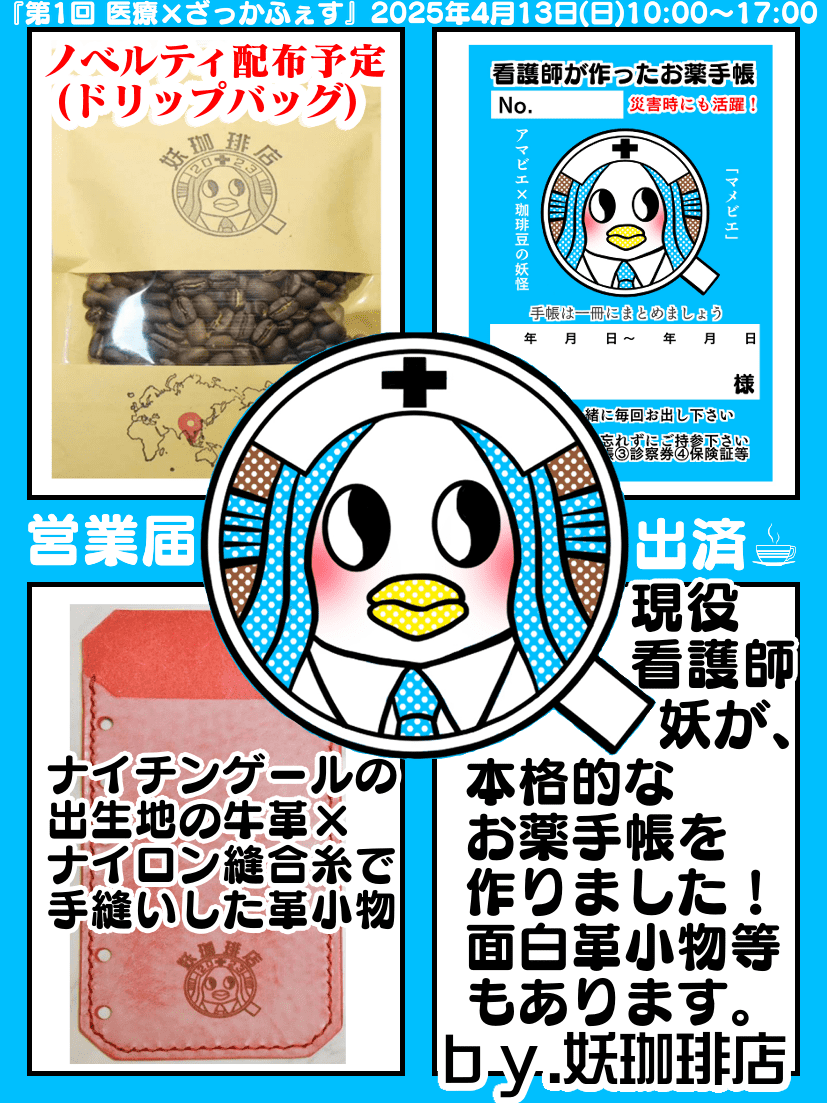 『第1回 医療×ざっかふぇす』2025年4月13日(日)10:00〜17:00
ノベルティ配布予定
(ドリップバッグ)
妖珈琲店
2023
看護師が作ったお薬手帳
No.
災害時にも活躍!
アマビエ×珈琲豆の妖怪
「マメビエ」
手帳は一冊にまとめましょう
年 月 日〜 年 月 日
様
緒に毎回お出し下さい
忘れずにご持参下さい
帳③診察券④保険証等
営業届
出済
ナイチンゲールの
出生地の牛革×
ナイロン縫合糸で
手縫いした革小物
妖珈琲店
2023
現役
看護師
妖が、
本格的な
お薬手帳を
作りました!
面白革小物等
もあります。
by.妖珈琲店